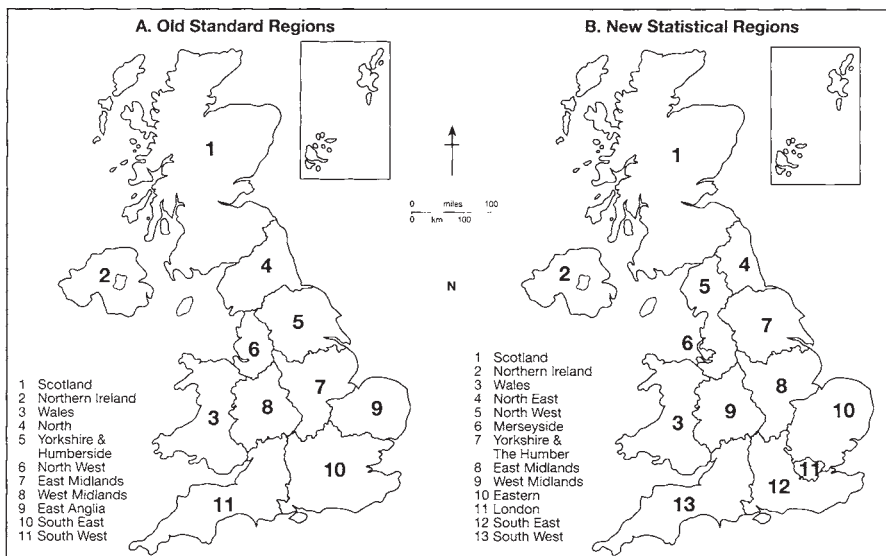 A. Old Standard Regions
1
2
4
5
6
7
3
8
9
10
11
1 Scotland
2 Northern Ireland
3 Wales
4 North
5 Yorkshire &
Humberside
6 North West
7 East Midlands
8 West Midlands
9 East Anglia
10 South East
11 South West
0 miles 100
0 km 100
N
B. New Statistical Regions
1
2
4
5
7
6
8
3
9
10
11
12
13
1 Scotland
2 Northern Ireland
3 Wales
4 North East
5 North West
6 Merseyside
7 Yorkshire &
The Humber
8 East Midlands
9 West Midlands
10 Eastern
11 London
12 South East
13 South West